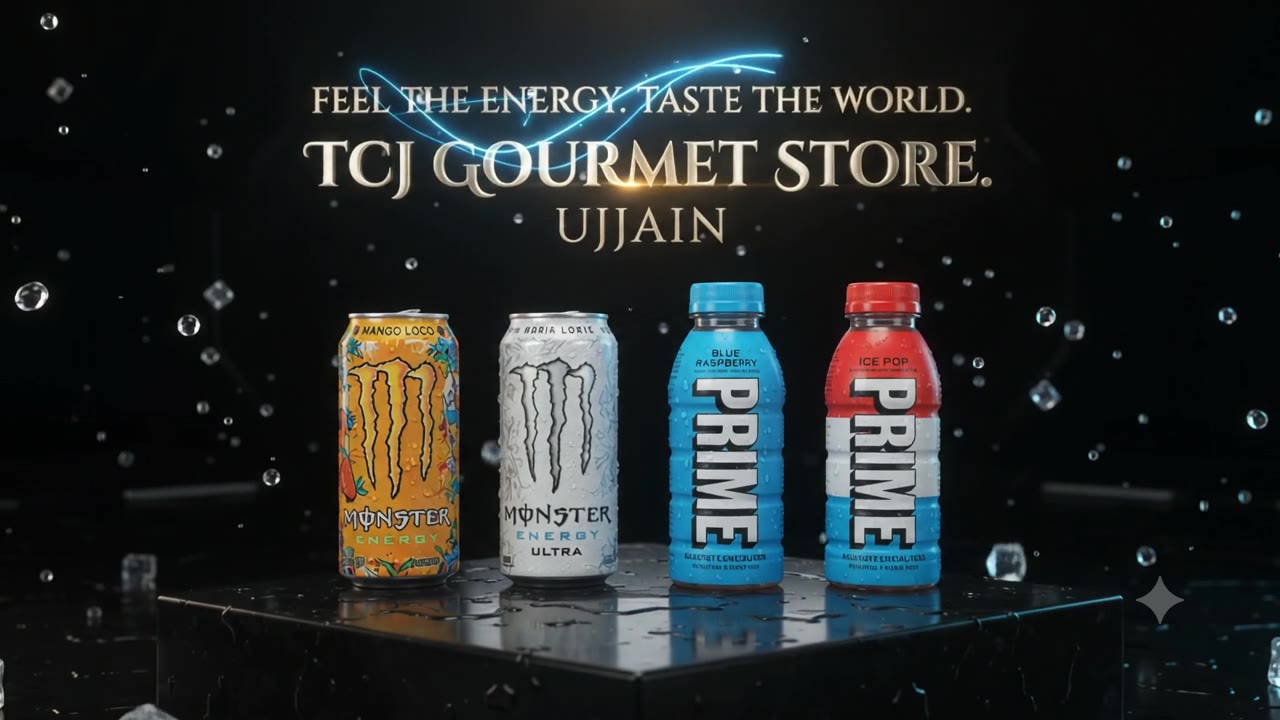 FEEL THE ENERGY. TASTE THE WORLD.
TCJ GOURMET STORE.
UJJAIN
MANGO LOCO
MONSTER
ENERGY
MONSTER
ENERGY
ULTRA
BLUE
RASPBERRY
PRIME
ICE POP
PRIME